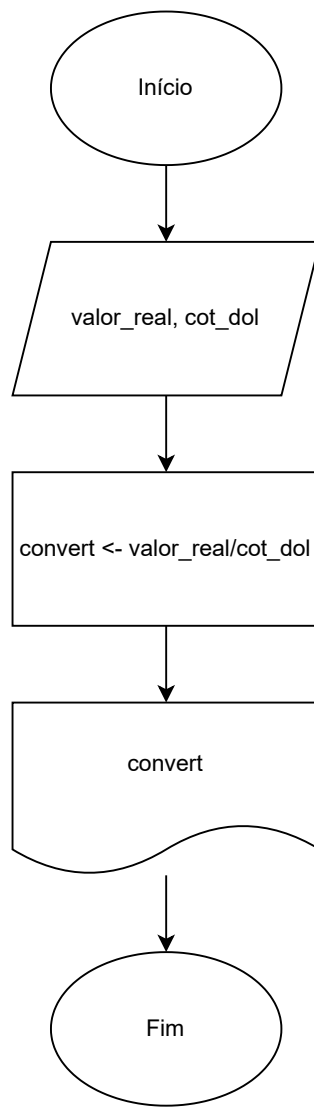 Início
valor_real, cot_dol
convert <- valor_real/cot_dol
convert
Fim